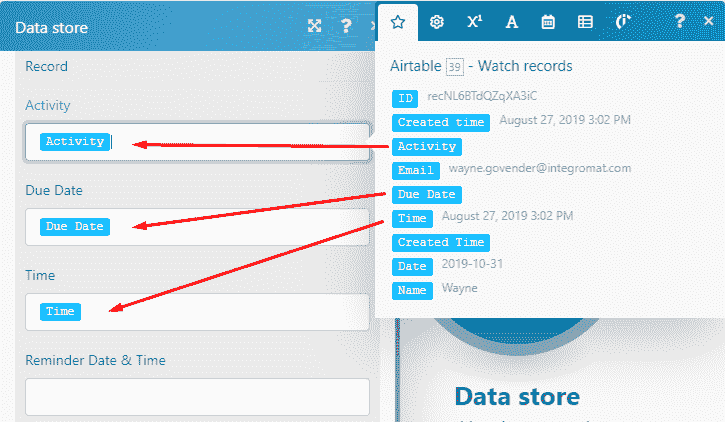 Data store
Record
Activity
Activity
Due Date
Due Date
Time
Time
Reminder Date & Time
Airtable 39 - Watch records
ID recNL6BTdQZqXA3iC
Created time August 27, 2019 3:02 PM
Activity
Email wayne.govender@integromat.com
Due Date
Time August 27, 2019 3:02 PM
Created Time
Date 2019-10-31
Name Wayne
Data store